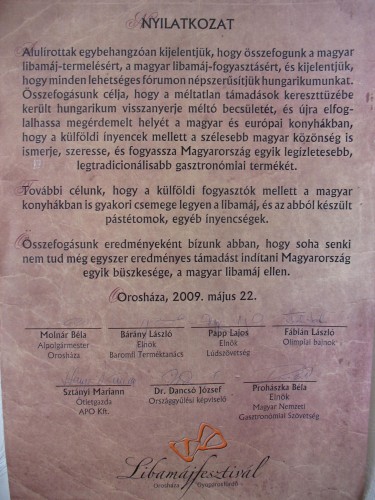 NYILATKOZAT
Alulírottak egybehangzóan kijelentjük, hogy összefogunk a magyar
libamáj-termelésért, a magyar libamáj-fogyasztásért, és kijelentjük,
hogy minden lehetséges fórumon népszerűsítjük hungarikumunkat.
Összefogásunk célja, hogy a méltatlan támadások kereszttüzébe
került hungarikum visszanyerje méltó becsületét, és újra elfog-
lalhassa megérdemelt helyét a magyar és európai konyhákban,
hogy a külföldi ínyencek mellett a szélesebb magyar közönség is
ismerje, szeresse, és fogyassza Magyarország egyik legízletesebb,
legtradicionálisabb gasztronómiai termékét.
További célunk, hogy a külföldi fogyasztók mellett a magyar
konyhákban is gyakori csemege legyen a libamáj, és az abból készült
pástétomok, egyéb ínyencségek.
Összefogásunk eredményeként bízunk abban, hogy soha senki
nem tud még egyszer eredményes támadást indítani Magyarország
egyik büszkesége, a magyar libamáj ellen.
Orosháza, 2009. május 22.
Molnár Béla Bárány László Papp Lajos Fábián László
Alpolgármester Elnök Elnök Olimpiai bajnok
Orosháza Baromfi Terméktanács Lúdszövetség
Sztányi Mariann Dr. Dancsó József Prohászka Béla
Ötletgazda Országgyűlési képviselő Elnök
APO Kft. Magyar Nemzeti
Gasztronómiai Szövetség
Libamájfesztivál
Orosháza Gyopárosfürdő